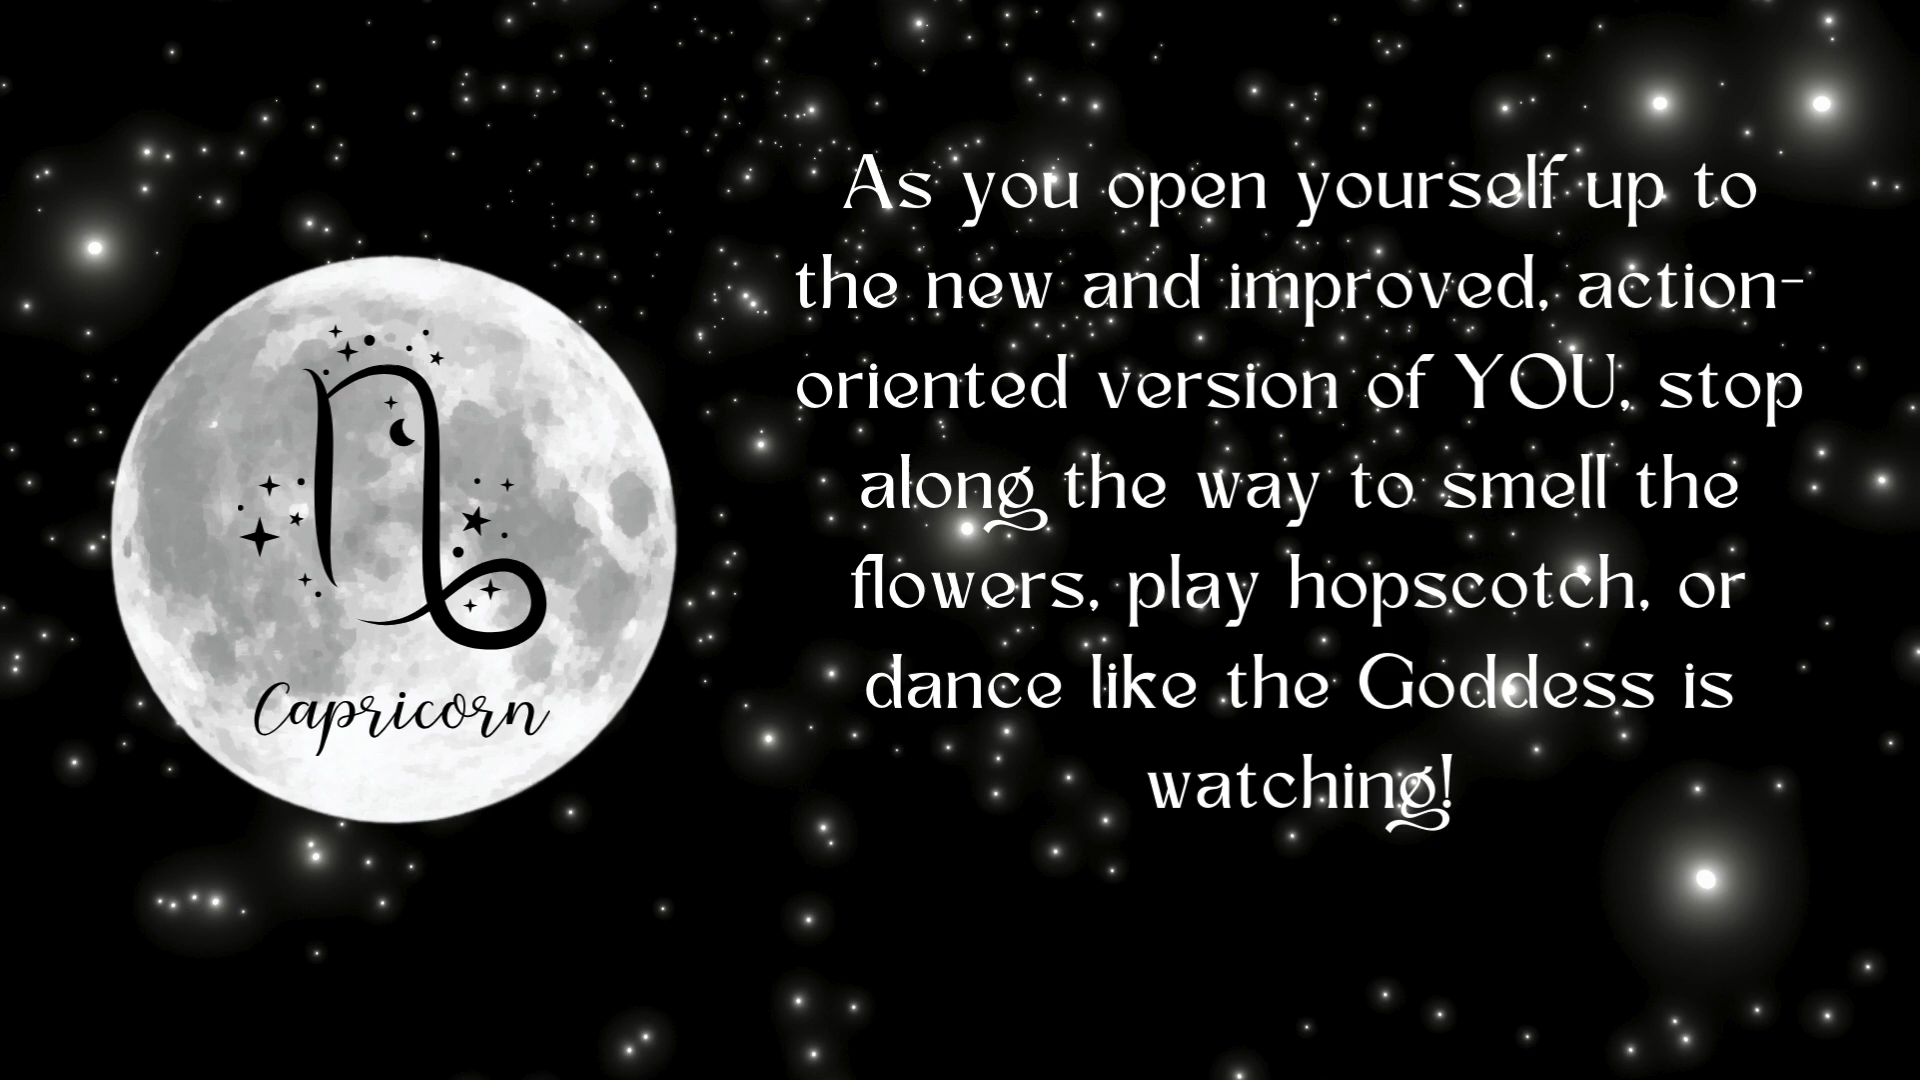 Capricorn
As you open yourself up to
the new and improved, action-
oriented version of YOU, stop
along the way to smell the
flowers, play hopscotch, or
dance like the Goddess is
watching!